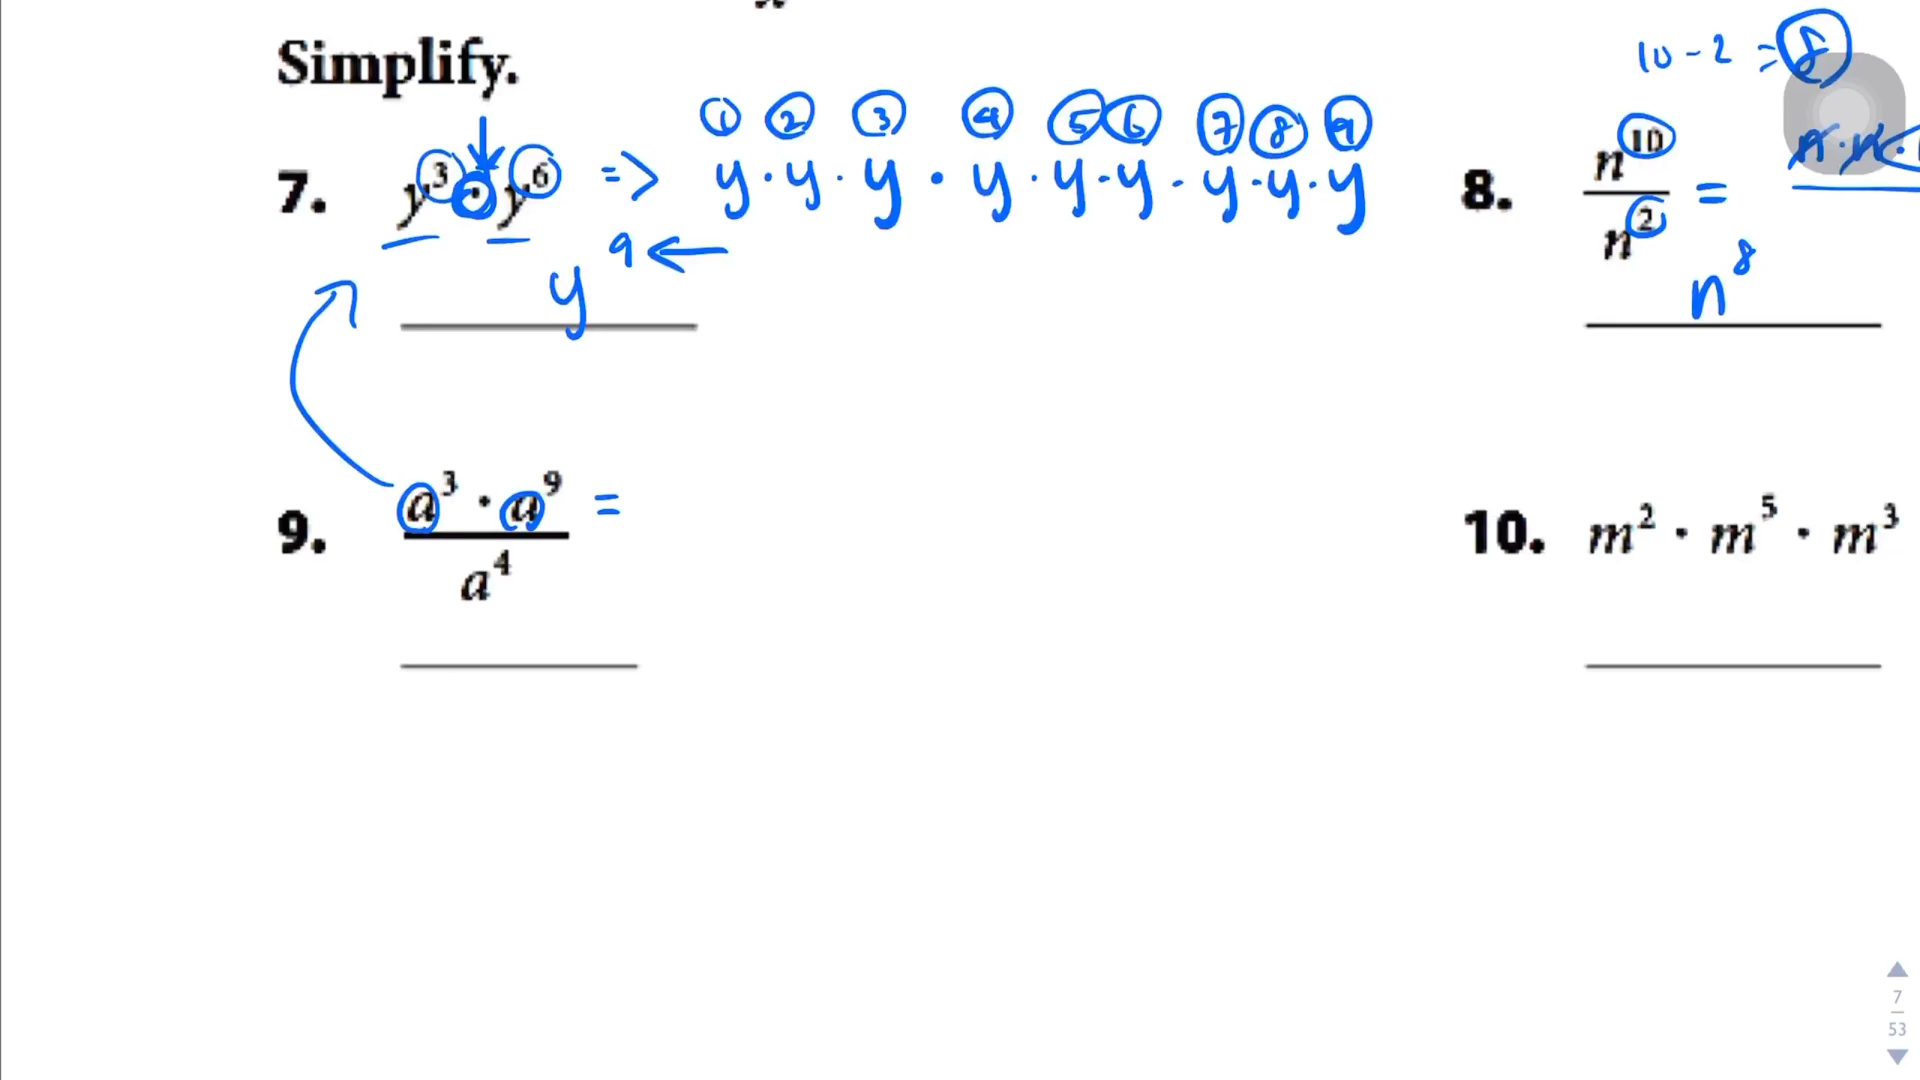 Simplify.
10 - 2 = 8
① ② ③ ④ ⑤ ⑥ ⑦ ⑧ ⑨
7. y³ · y⁶ => y · y · y · y · y · y · y · y · y
y⁹ ←
8. n¹⁰ / n² = n · n ·
n⁸
9. a³ · a⁹ / a⁴ =
10. m² · m⁵ · m³
7
53